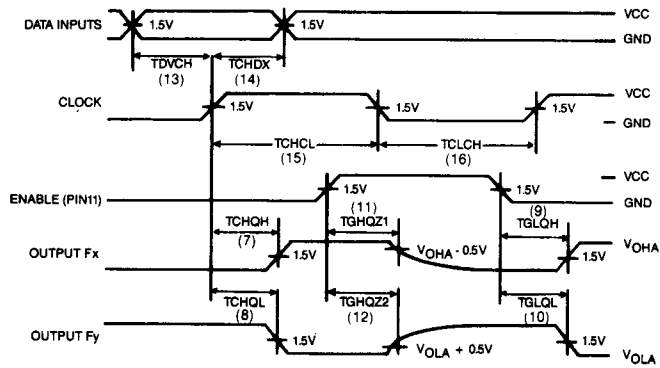 DATA INPUTS
1.5V
1.5V
VCC
GND
TDVCH
(13)
TCHDX
(14)
CLOCK
1.5V
1.5V
1.5V
VCC
GND
TCHCL
(15)
TCLCH
(16)
ENABLE (PIN11)
1.5V
1.5V
VCC
GND
TCHQH
(7)
(11)
TGHQZ1
(9)
TGLQH
OUTPUT Fx
1.5V
VOHA - 0.5V
1.5V
VOHA
TCHQL
(8)
TGHQZ2
(12)
TGLQL
(10)
OUTPUT Fy
1.5V
VOLA + 0.5V
1.5V
VOLA